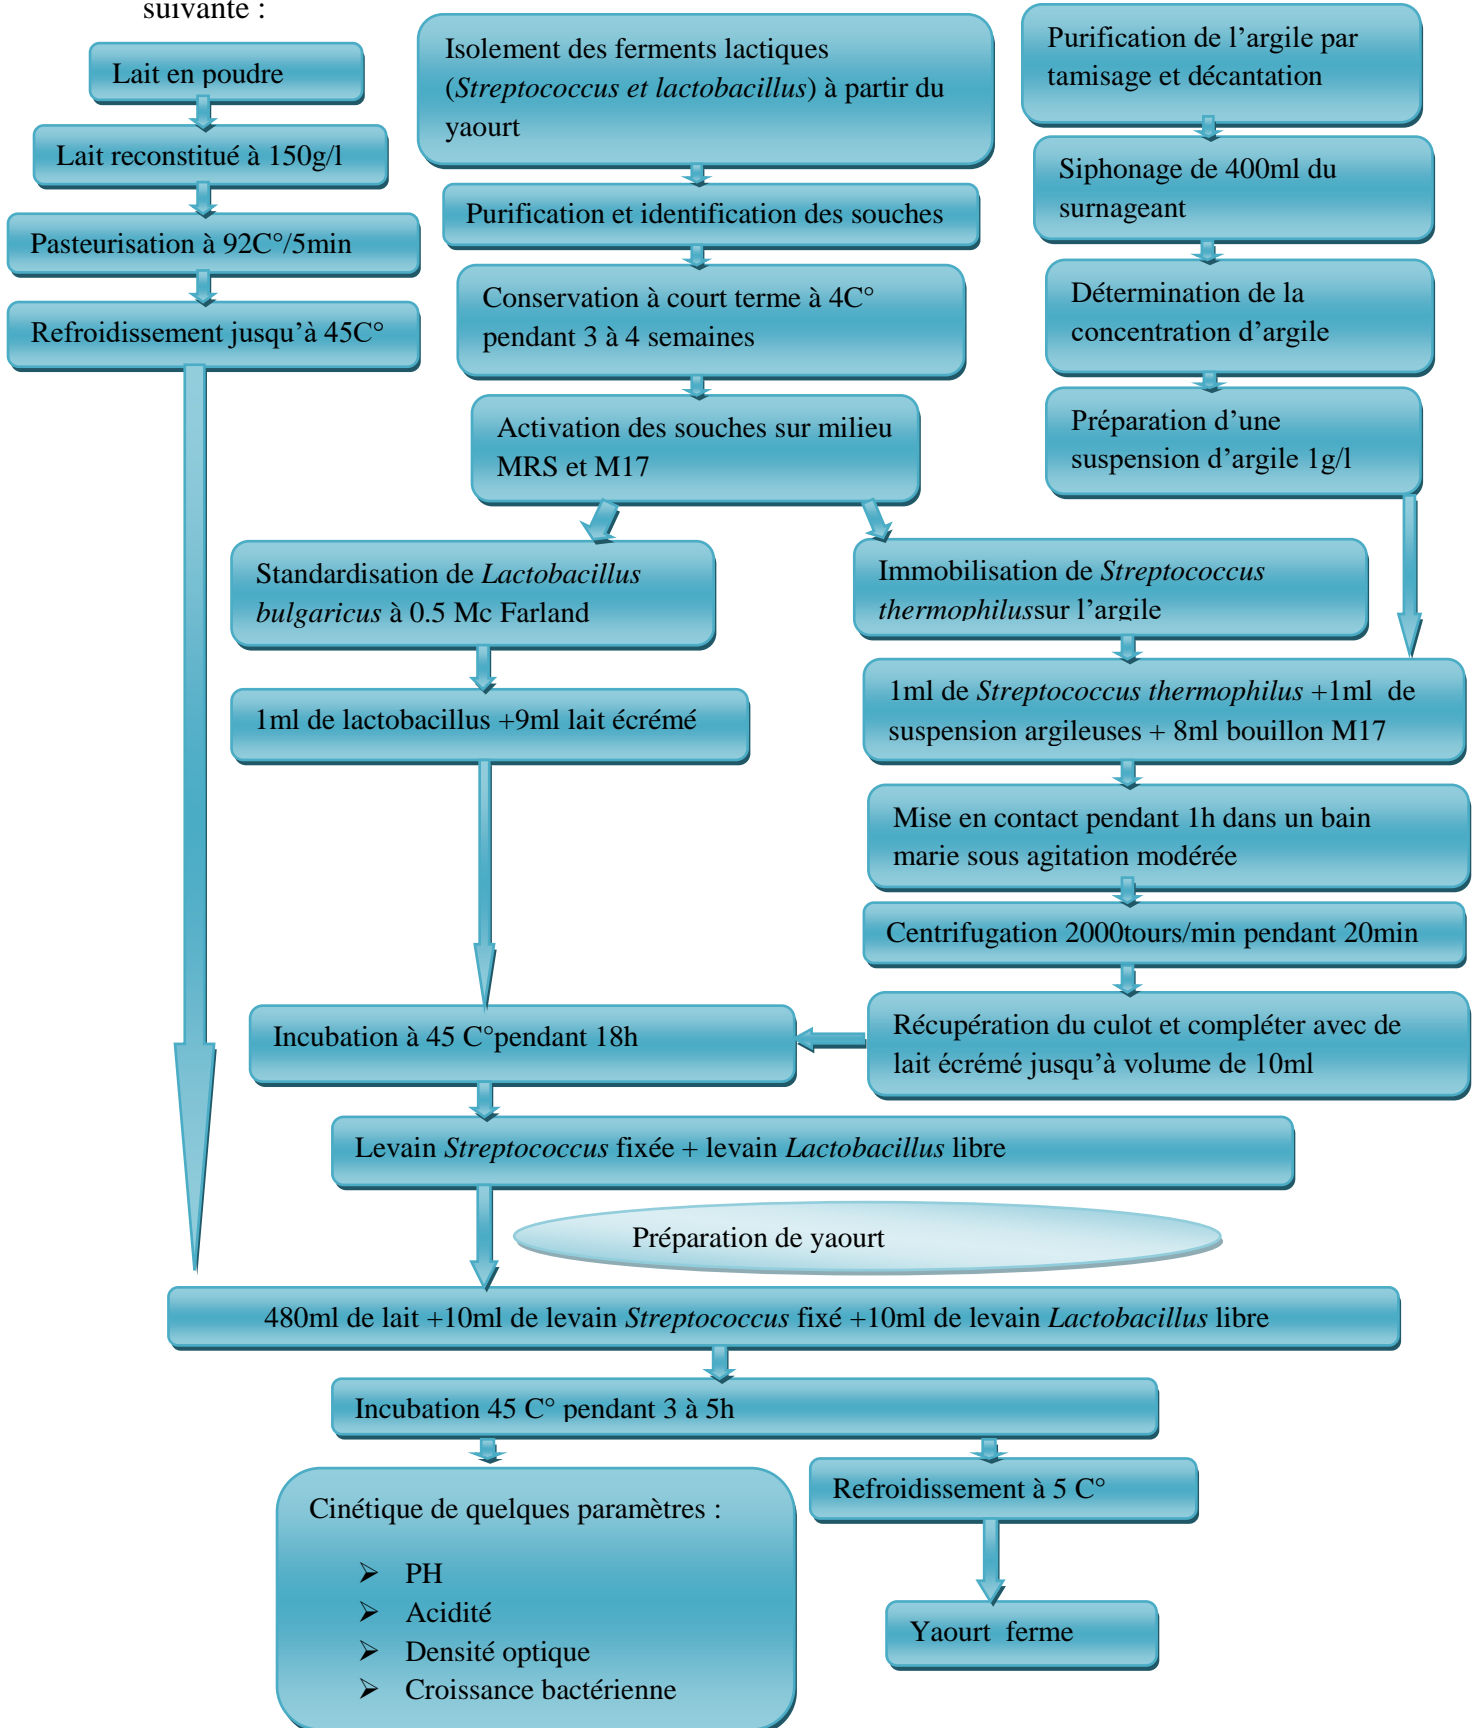 suivante :
Lait en poudre
Lait reconstitué à 150g/l
Pasteurisation à 92C°/5min
Refroidissement jusqu'à 45C°
Isolement des ferments lactiques
(Streptococcus et lactobacillus) à partir du
yaourt
Purification et identification des souches
Conservation à court terme à 4C°
pendant 3 à 4 semaines
Activation des souches sur milieu
MRS et M17
Purification de l'argile par
tamisage et décantation
Siphonage de 400ml du
surnageant
Détermination de la
concentration d'argile
Préparation d'une
suspension d'argile 1g/l
Standardisation de Lactobacillus
bulgaricus à 0.5 Mc Farland
1ml de lactobacillus +9ml lait écrémé
Immobilisation de Streptococcus
thermophilussur l'argile
1ml de Streptococcus thermophilus +1ml de
suspension argileuses + 8ml bouillon M17
Mise en contact pendant 1h dans un bain
marie sous agitation modérée
Centrifugation 2000tours/min pendant 20min
Récupération du culot et compléter avec de
lait écrémé jusqu'à volume de 10ml
Incubation à 45 C°pendant 18h
Levain Streptococcus fixée + levain Lactobacillus libre
Préparation de yaourt
480ml de lait +10ml de levain Streptococcus fixé +10ml de levain Lactobacillus libre
Incubation 45 C° pendant 3 à 5h
Cinétique de quelques paramètres :
➢ PH
➢ Acidité
➢ Densité optique
➢ Croissance bactérienne
Refroidissement à 5 C°
Yaourt ferme